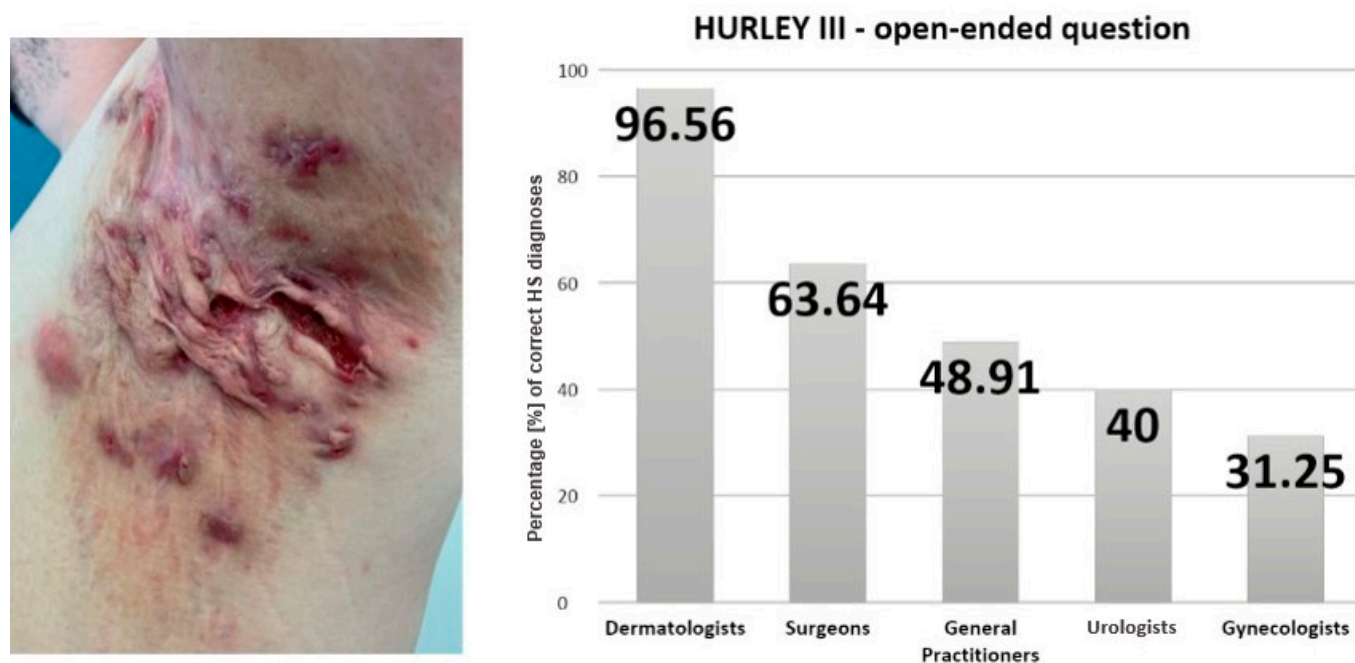 HURLEY III - open-ended question
Percentage [%] of correct HS diagnoses
100
80
60
40
20
0
96.56
63.64
48.91
40
31.25
Dermatologists
Surgeons
General
Practitioners
Urologists
Gynecologists